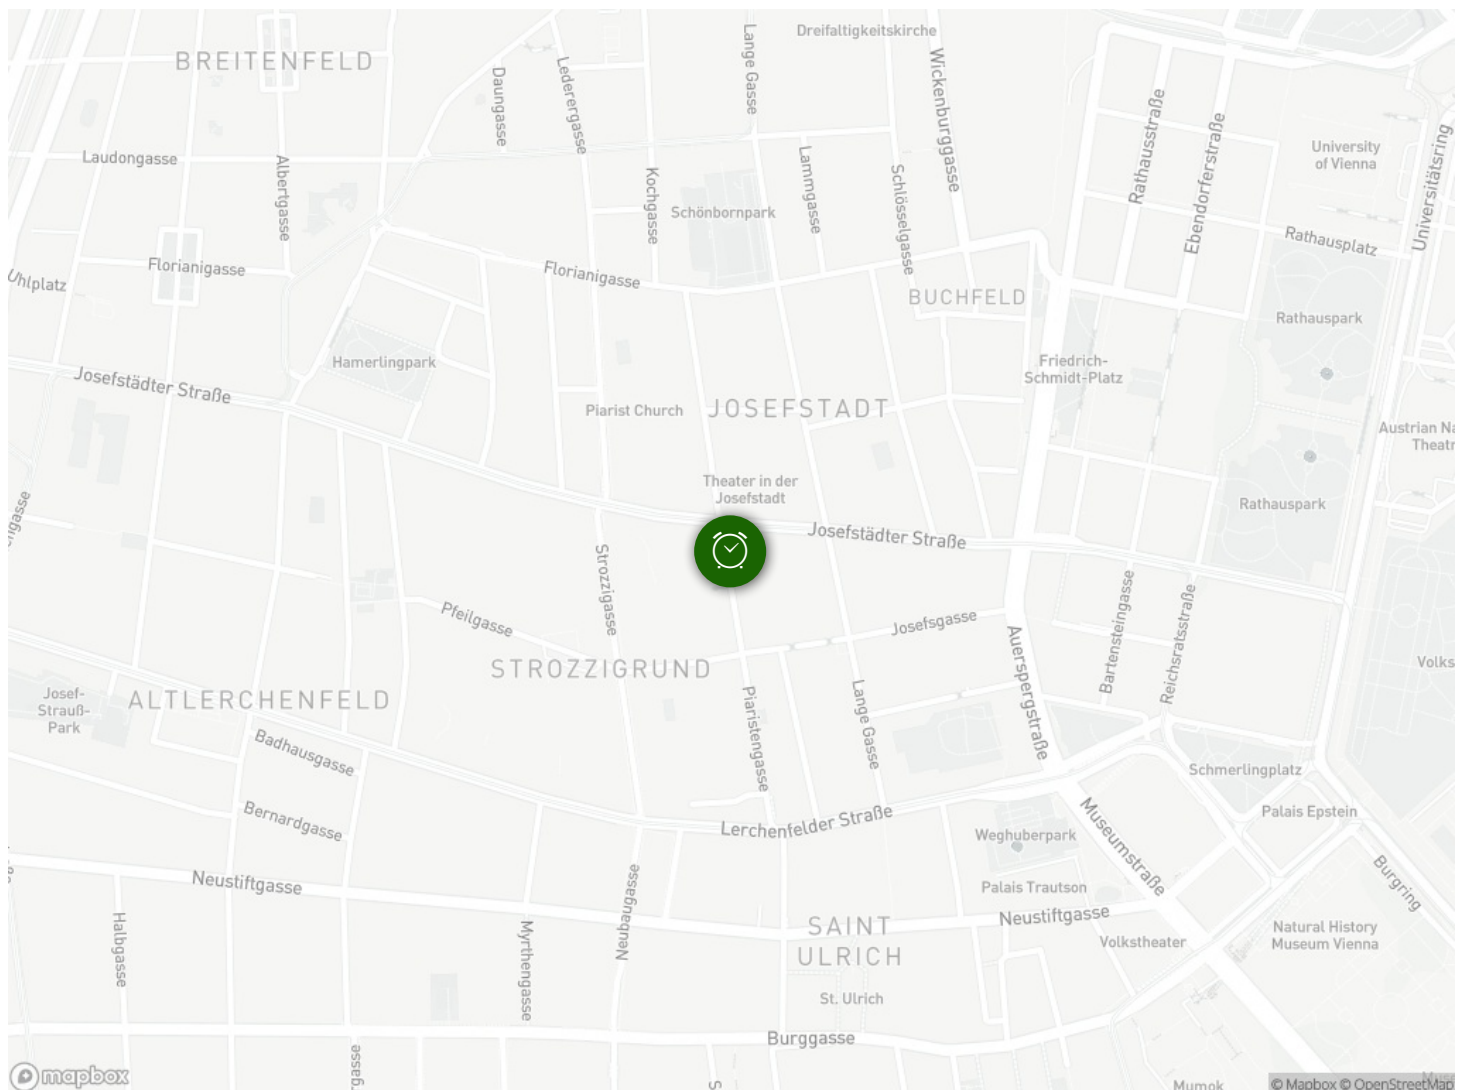 Dreifaltigkeitskirche
BREITENFELD
Lange Gasse
Wickenburggasse
Daungasse
Lederergasse
Rathausstraße
Ebendorferstraße
University
of Vienna
Universitätsring
Laudongasse
Albertgasse
Kochgasse
Lammgasse
Schlösselgasse
Schönbornpark
Rathausplatz
Uhlplatz
Florianigasse
Florianigasse
BUCHFELD
Rathauspark
Hamerlingpark
Friedrich-
Schmidt-Platz
Josefstädter Straße
Piarist Church
JOSEFSTADT
Austrian Na
Theatr
Theater in der
Josefstadt
Rathauspark
Josefstädter Straße
engasse
Strozzigasse
Pfeilgasse
Josefsgasse
Bartensteingasse
Reichsratsstraße
Auerspergstraße
STROZZIGRUND
Volks
Josef-
Strauß-
Park
ALTLERCHENFELD
Piaristengasse
Lange Gasse
Badhausgasse
Schmerlingplatz
Bernardgasse
Lerchenfelder Straße
Palais Epstein
Weghuberpark
Museumstraße
Burgring
Neustiftgasse
Palais Trautson
Neustiftgasse
Halbgasse
Myrthengasse
Neubaugasse
SAINT
ULRICH
Volkstheater
Natural History
Museum Vienna
St. Ulrich
Burggasse
gasse
mapbox
Mumok
© Mapbox © OpenStreetMap